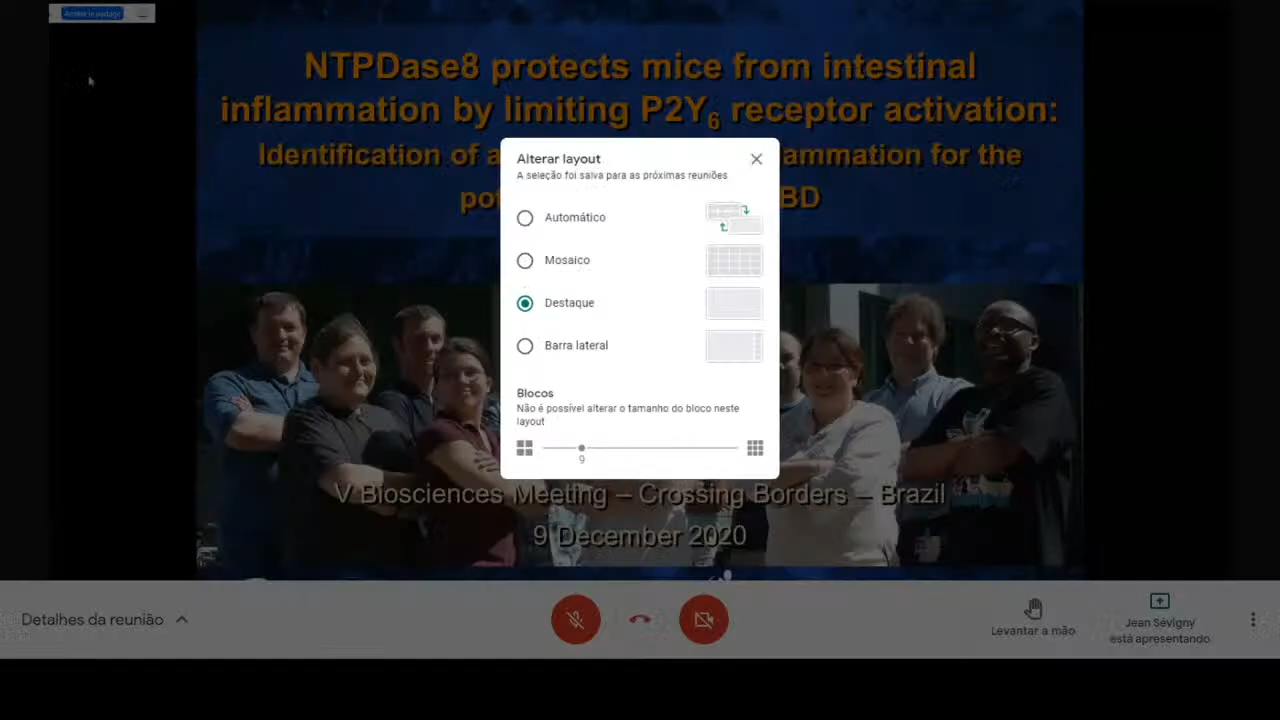 NTPDase8 protects mice from intestinal
inflammation by limiting P2Y6 receptor activation:
Identification of a ammation for the
BD
Alterar layout
A seleção foi salva para as próximas reuniões
Automático
Mosaico
Destaque
Barra lateral
Blocos
Não é possível alterar o tamanho do bloco neste
layout
9
V Biosciences Meeting – Crossing Borders – Brazil
9 December 2020
Detalhes da reunião
Levantar a mão
Jean Sévigny
está apresentando